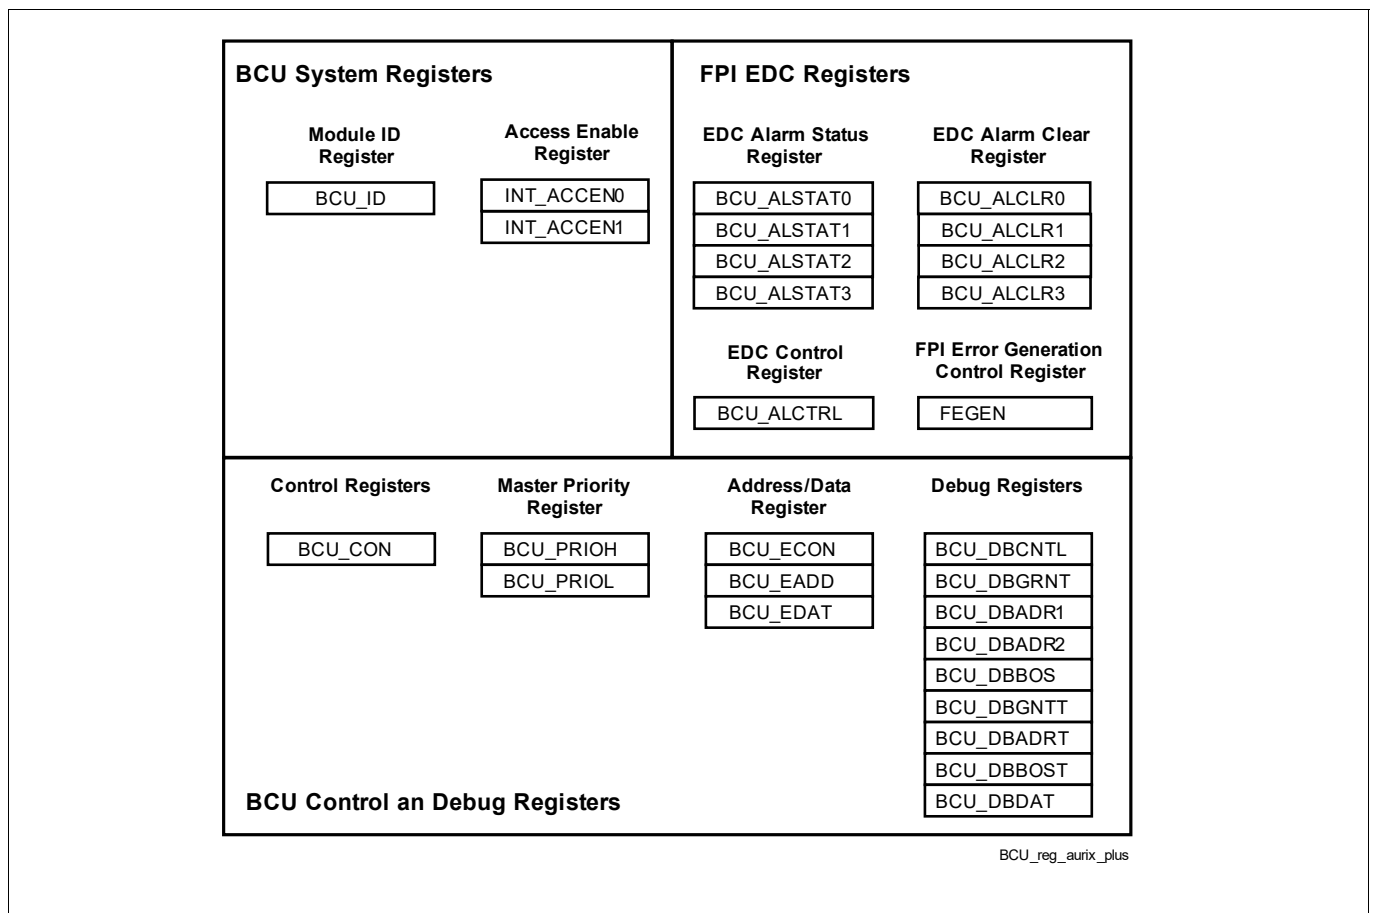 BCU System Registers
Module ID
Register
BCU_ID
Access Enable
Register
INT_ACCEN0
INT_ACCEN1
FPI EDC Registers
EDC Alarm Status
Register
BCU_ALSTAT0
BCU_ALSTAT1
BCU_ALSTAT2
BCU_ALSTAT3
EDC Alarm Clear
Register
BCU_ALCLR0
BCU_ALCLR1
BCU_ALCLR2
BCU_ALCLR3
EDC Control
Register
BCU_ALCTRL
FPI Error Generation
Control Register
FEGEN
Control Registers
BCU_CON
Master Priority
Register
BCU_PRIOH
BCU_PRIOL
Address/Data
Register
BCU_ECON
BCU_EADD
BCU_EDAT
Debug Registers
BCU_DBCNTL
BCU_DBGRNT
BCU_DBADR1
BCU_DBADR2
BCU_DBBOS
BCU_DBGNTT
BCU_DBADRT
BCU_DBBOST
BCU_DBDAT
BCU Control an Debug Registers
BCU_reg_aurix_plus